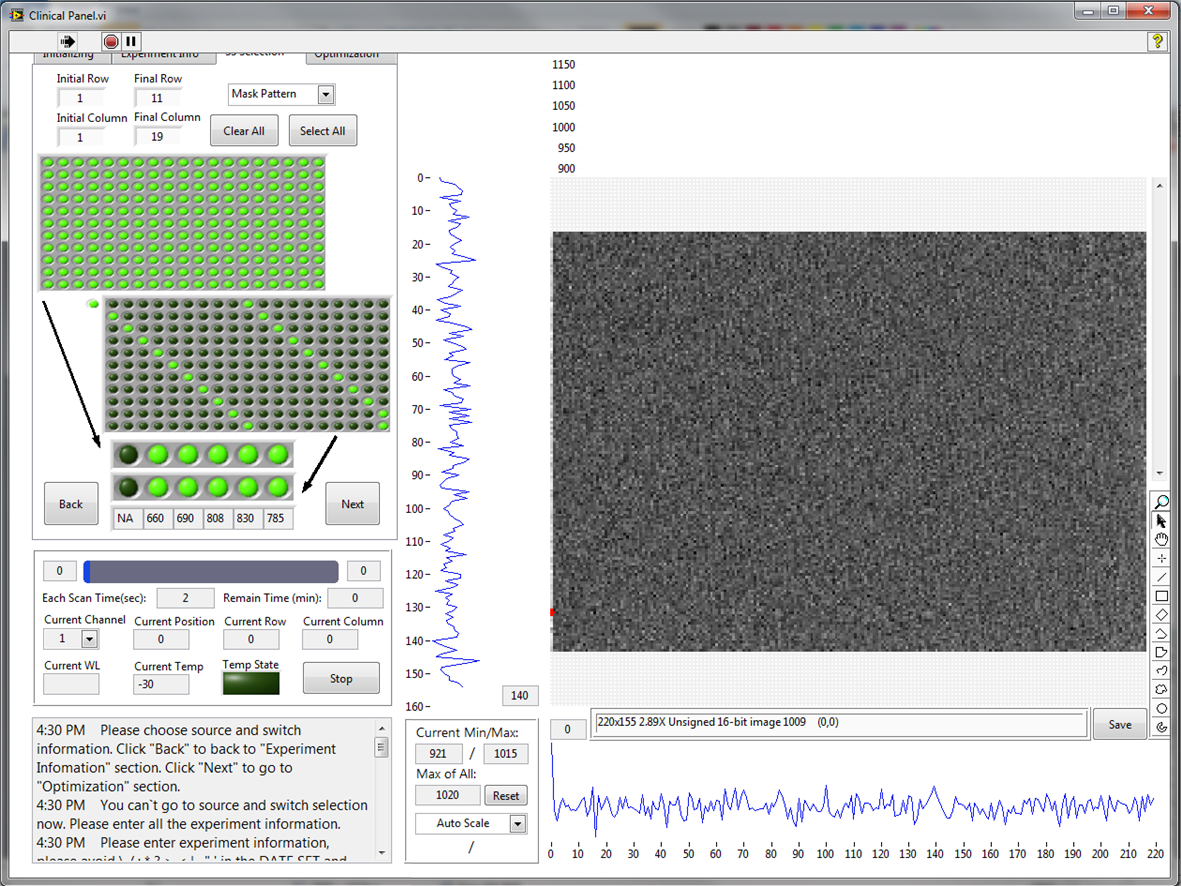 Clinical Panel.vi
?
Initializing Experiment Info SS Selection Optimization
Initial Row Final Row
1 11
Mask Pattern
Initial Column Final Column
1 19
Clear All Select All
Back Next
NA 660 690 808 830 785
0 0
Each Scan Time(sec): 2 Remain Time (min): 0
Current Channel Current Position Current Row Current Column
1 0 0 0
Current WL Current Temp Temp State
-30
Stop
4:30 PM Please choose source and switch
information. Click "Back" to back to "Experiment
Infomation" section. Click "Next" to go to
"Optimization" section.
4:30 PM You can`t go to source and switch selection
now. Please enter all the experiment information.
4:30 PM Please enter experiment information,
0
10
20
30
40
50
60
70
80
90
100
110
120
130
140
150
160
140
Current Min/Max:
921 / 1015
Max of All:
1020 Reset
Auto Scale
/
1150
1100
1050
1000
950
900
0
220x155 2.89X Unsigned 16-bit image 1009 (0,0)
Save
0 10 20 30 40 50 60 70 80 90 100 110 120 130 140 150 160 170 180 190 200 210 220